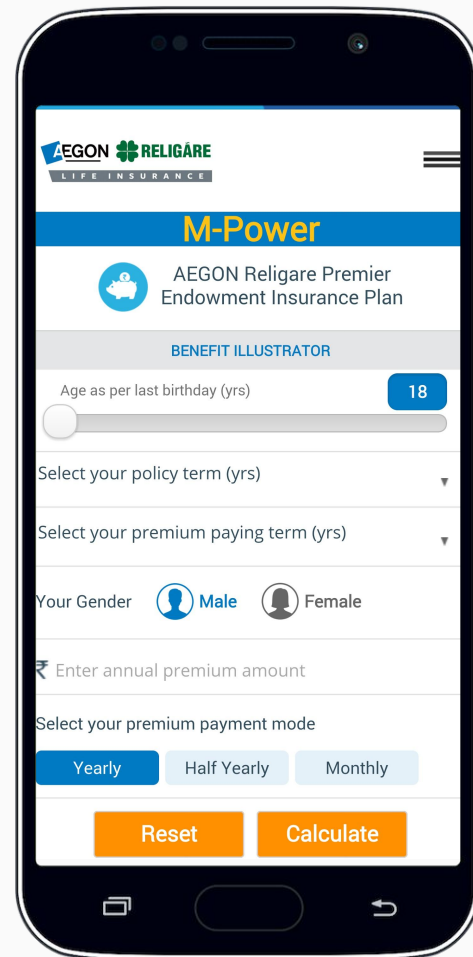 AEGON RELIGARE
LIFE INSURANCE
M-Power
AEGON Religare Premier
Endowment Insurance Plan
BENEFIT ILLUSTRATOR
Age as per last birthday (yrs)
18
Select your policy term (yrs)
Select your premium paying term (yrs)
Your Gender Male Female
₹ Enter annual premium amount
Select your premium payment mode
Yearly Half Yearly Monthly
Reset Calculate